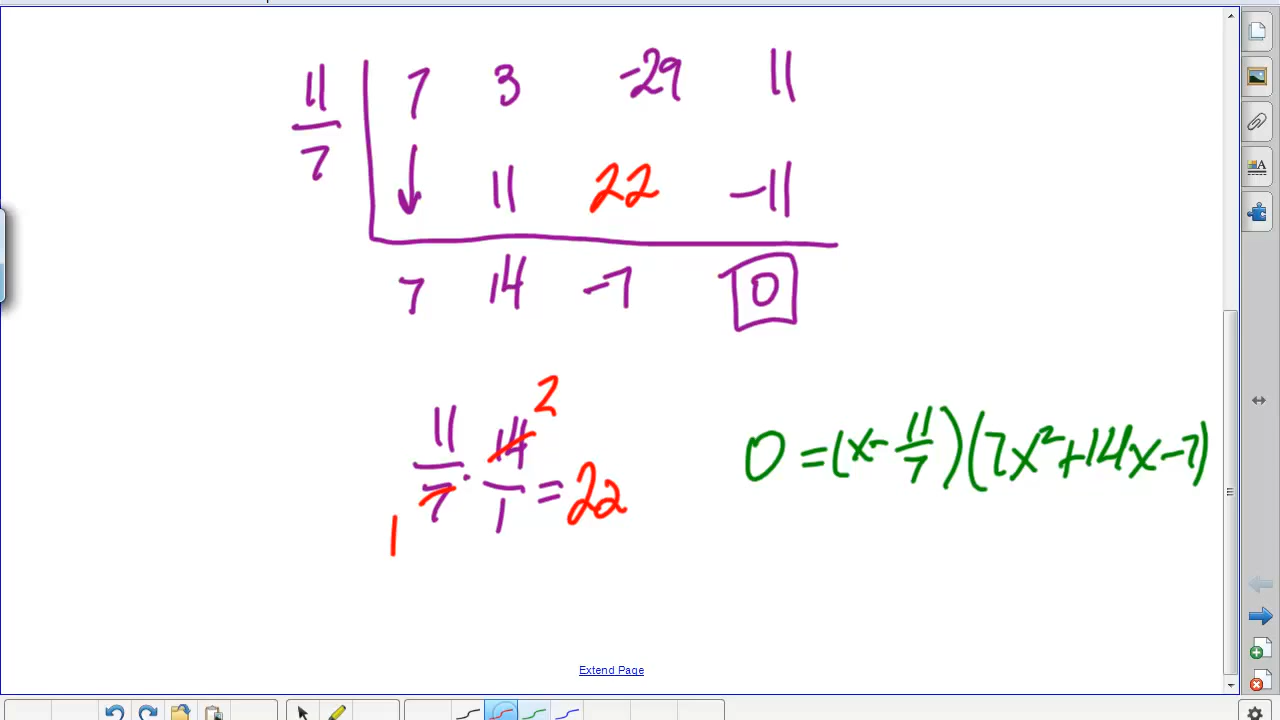 11/7 | 7 3 -29 11
↓ 11 22 -11
7 14 -7 0
11/7 · 14/1 = 22
2
1
0 = (x - 11/7)(7x² + 14x - 7)
Extend Page